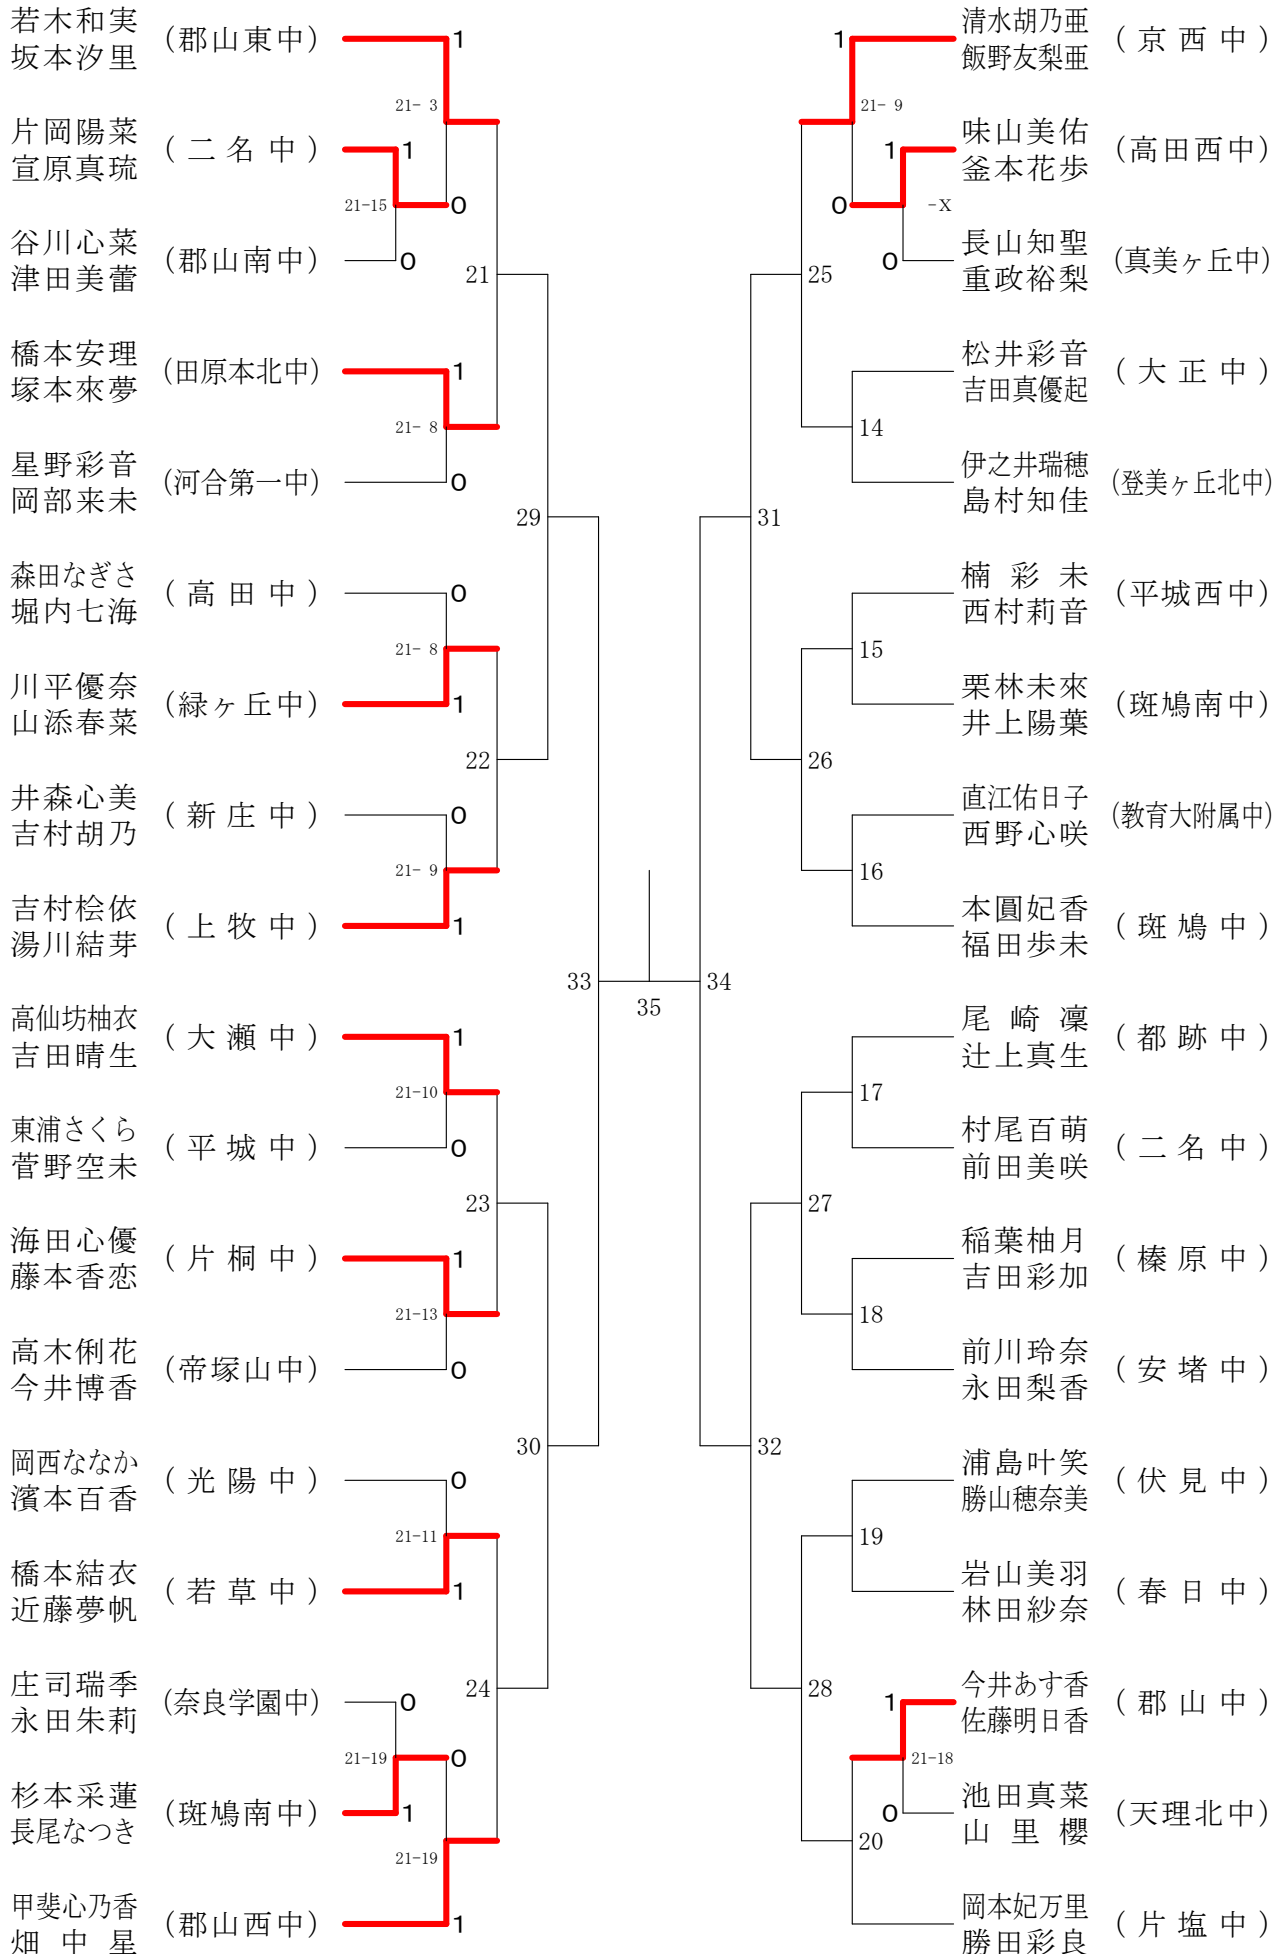 若木和実
坂本汐里
(郡山東中)
1
21- 3
片岡陽菜
宣原真琉
(二名中)
1
21-15
0
谷川心菜
津田美蕾
(郡山南中)
0
21
橋本安理
塚本來夢
(田原本北中)
1
21- 8
星野彩音
岡部来未
(河合第一中)
0
29
森田なぎさ
堀内七海
(高田中)
0
21- 8
川平優奈
山添春菜
(緑ヶ丘中)
1
22
井森心美
吉村胡乃
(新庄中)
0
21- 9
吉村桧依
湯川結芽
(上牧中)
1
33
高仙坊柚衣
吉田晴生
(大瀬中)
1
21-10
東浦さくら
菅野空未
(平城中)
0
23
海田心優
藤本香恋
(片桐中)
1
21-13
高木俐花
今井博香
(帝塚山中)
0
30
岡西ななか
濱本百香
(光陽中)
0
21-11
橋本結衣
近藤夢帆
(若草中)
1
24
庄司瑞季
永田朱莉
(奈良学園中)
0
21-19
0
杉本采蓮
長尾なつき
(斑鳩南中)
1
21-19
甲斐心乃香
畑中星
(郡山西中)
1
35
1
清水胡乃亜
飯野友梨亜
(京西中)
21- 9
1
味山美佑
釜本花歩
(高田西中)
0
-X
0
長山知聖
重政裕梨
(真美ヶ丘中)
25
松井彩音
吉田真優起
(大正中)
14
伊之井瑞穂
島村知佳
(登美ヶ丘北中)
31
楠彩未
西村莉音
(平城西中)
15
栗林未來
井上陽葉
(斑鳩南中)
26
直江佑日子
西野心咲
(教育大附属中)
16
本圓妃香
福田歩未
(斑鳩中)
34
尾崎凜
辻上真生
(都跡中)
17
村尾百萌
前田美咲
(二名中)
27
稲葉柚月
吉田彩加
(榛原中)
18
前川玲奈
永田梨香
(安堵中)
32
浦島叶笑
勝山穂奈美
(伏見中)
19
岩山美羽
林田紗奈
(春日中)
28
1
今井あす香
佐藤明日香
(郡山中)
21-18
0
池田真菜
山里櫻
(天理北中)
20
岡本妃万里
勝田彩良
(片塩中)